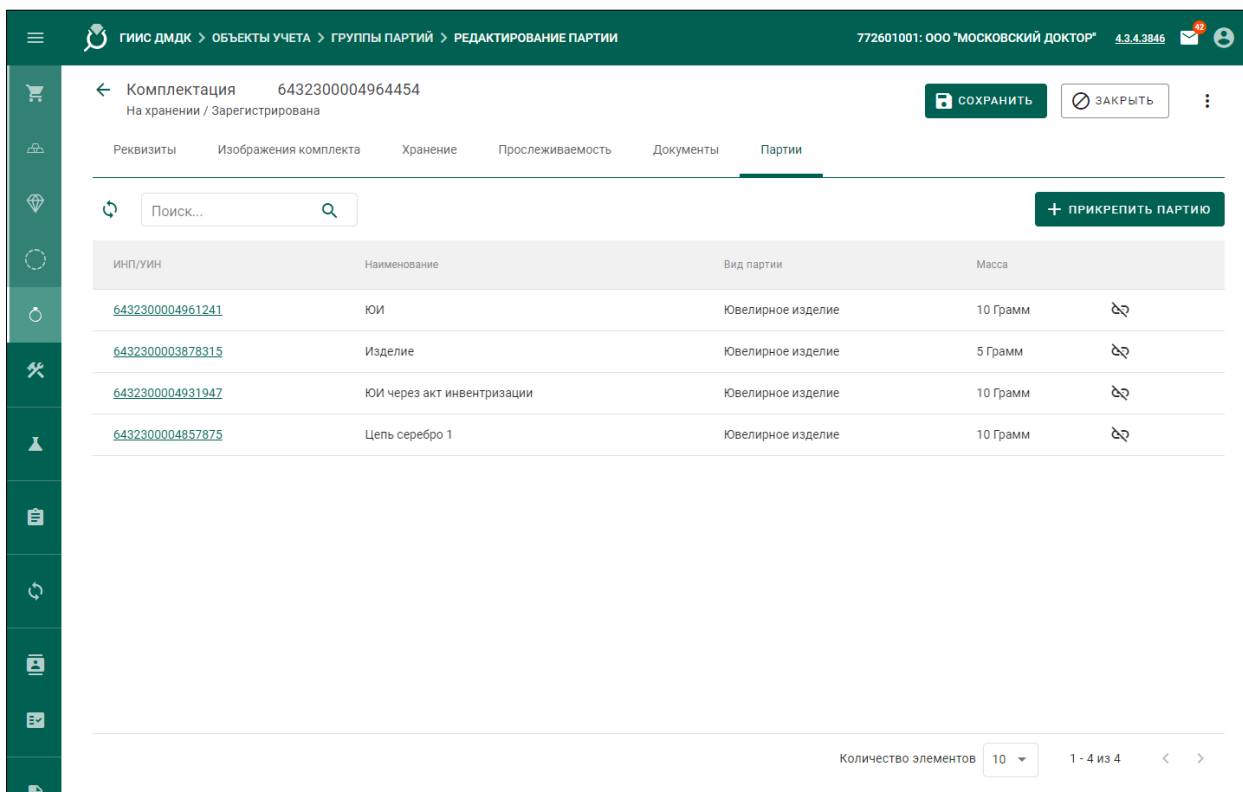 ГИИС ДМДК > ОБЪЕКТЫ УЧЕТА > ГРУППЫ ПАРТИЙ > РЕДАКТИРОВАНИЕ ПАРТИИ 772601001: ООО "МОСКОВСКИЙ ДОКТОР" 4.3.4.3846 42
Комплектация 6432300004964454
На хранении / Зарегистрирована
СОХРАНИТЬ ЗАКРЫТЬ
Реквизиты Изображения комплекта Хранение Прослеживаемость Документы Партии
Поиск... + ПРИКРЕПИТЬ ПАРТИЮ
ИНП/УИН Наименование Вид партии Масса
6432300004961241 ЮИ Ювелирное изделие 10 Грамм
6432300003878315 Изделие Ювелирное изделие 5 Грамм
6432300004931947 ЮИ через акт инвентризации Ювелирное изделие 10 Грамм
6432300004857875 Цепь серебро 1 Ювелирное изделие 10 Грамм
Количество элементов 10 1 - 4 из 4